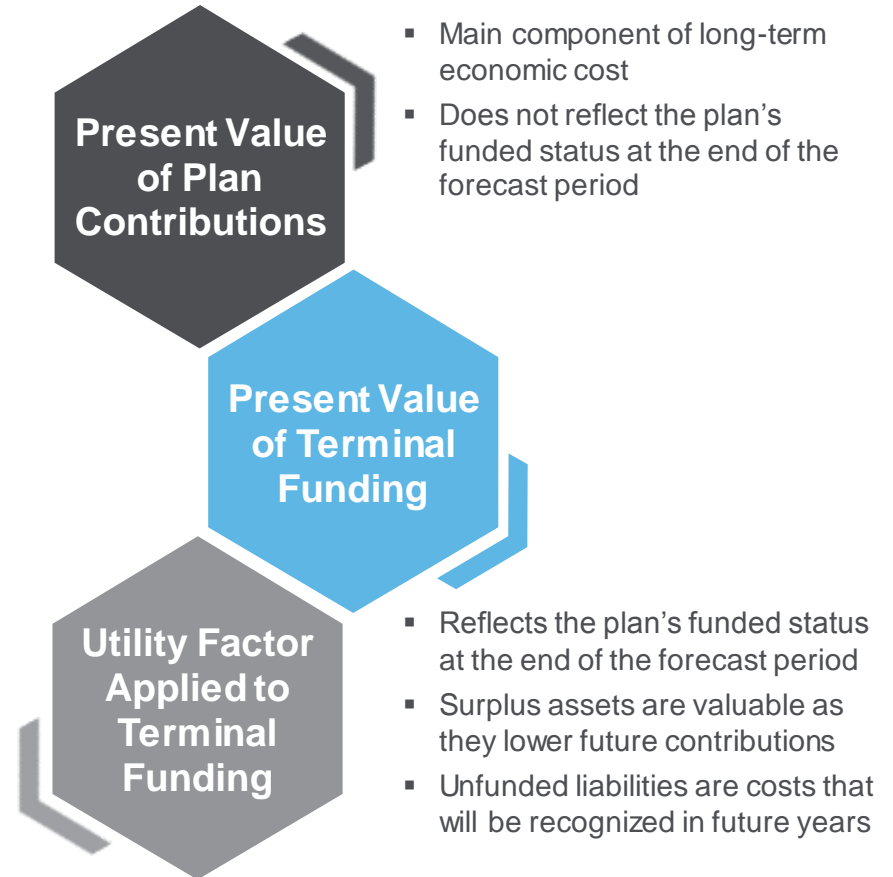 Present Value
of Plan
Contributions
▪ Main component of long-term
economic cost
▪ Does not reflect the plan's
funded status at the end of the
forecast period
Present Value
of Terminal
Funding
Utility Factor
Applied to
Terminal
Funding
▪ Reflects the plan's funded status
at the end of the forecast period
▪ Surplus assets are valuable as
they lower future contributions
▪ Unfunded liabilities are costs that
will be recognized in future years